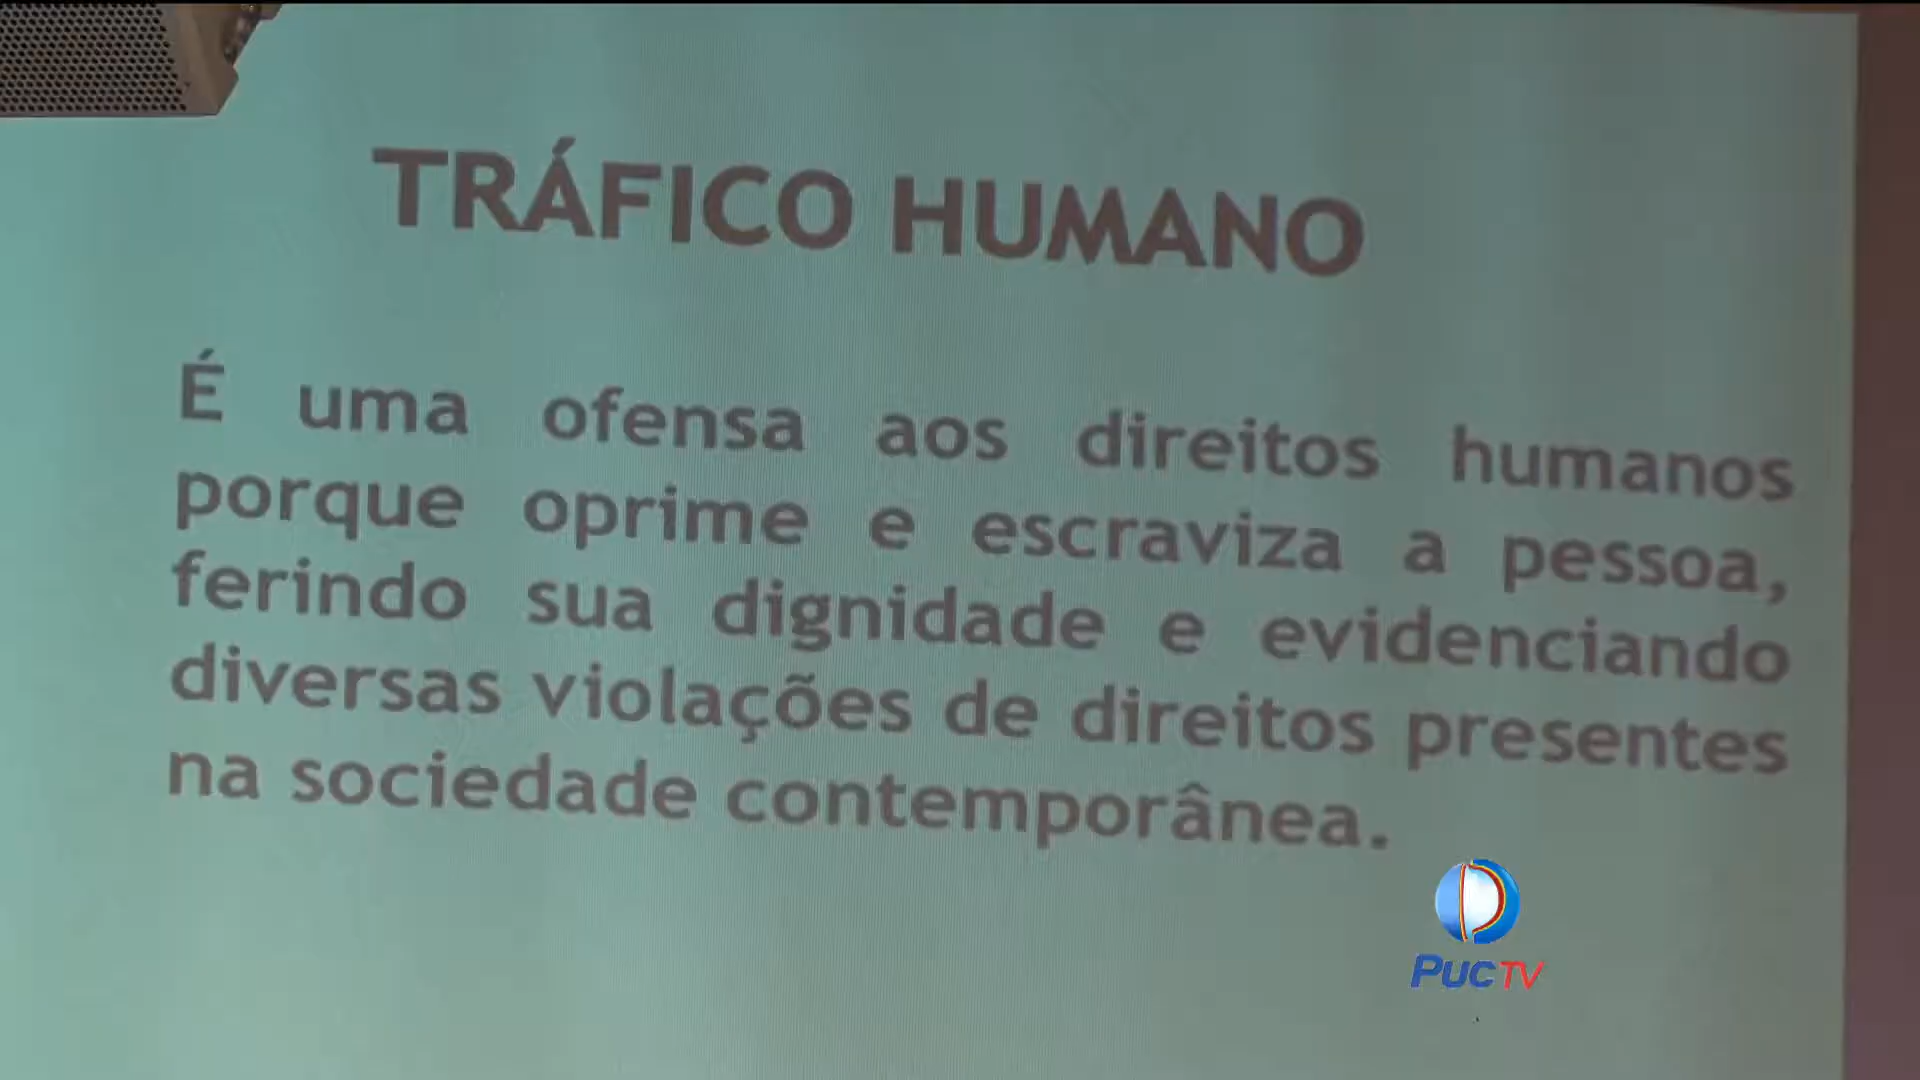 TRÁFICO HUMANO
É uma ofensa aos direitos humanos
porque oprime e escraviza a pessoa,
ferindo sua dignidade e evidenciando
diversas violações de direitos presentes
na sociedade contemporânea.
PUC TV